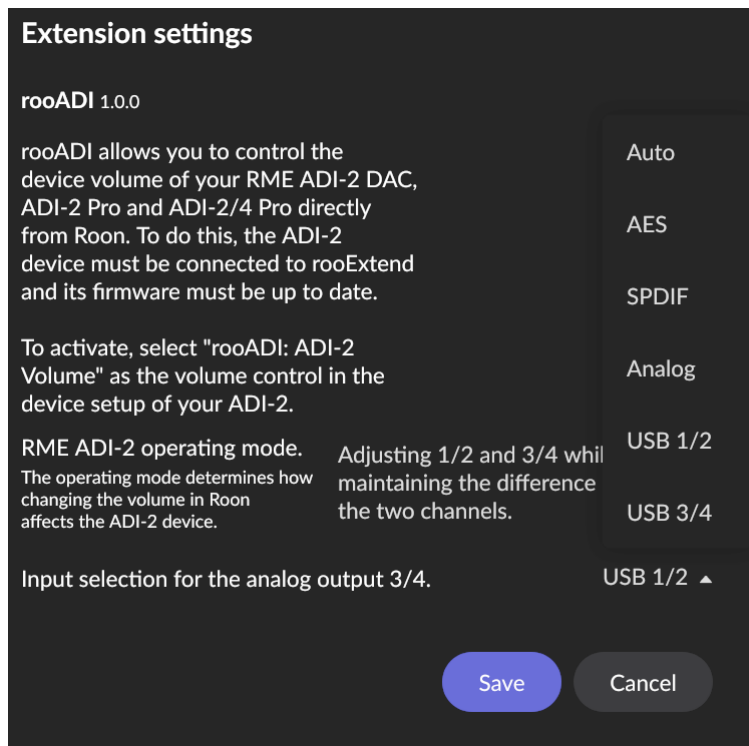 Extension settings
rooADI 1.0.0
rooADI allows you to control the
device volume of your RME ADI-2 DAC,
ADI-2 Pro and ADI-2/4 Pro directly
from Roon. To do this, the ADI-2
device must be connected to rooExtend
and its firmware must be up to date.
To activate, select "rooADI: ADI-2
Volume" as the volume control in the
device setup of your ADI-2.
RME ADI-2 operating mode.
The operating mode determines how
changing the volume in Roon
affects the ADI-2 device.
Adjusting 1/2 and 3/4 whil
maintaining the difference
the two channels.
Auto
AES
SPDIF
Analog
USB 1/2
USB 3/4
Input selection for the analog output 3/4.
USB 1/2
Save
Cancel